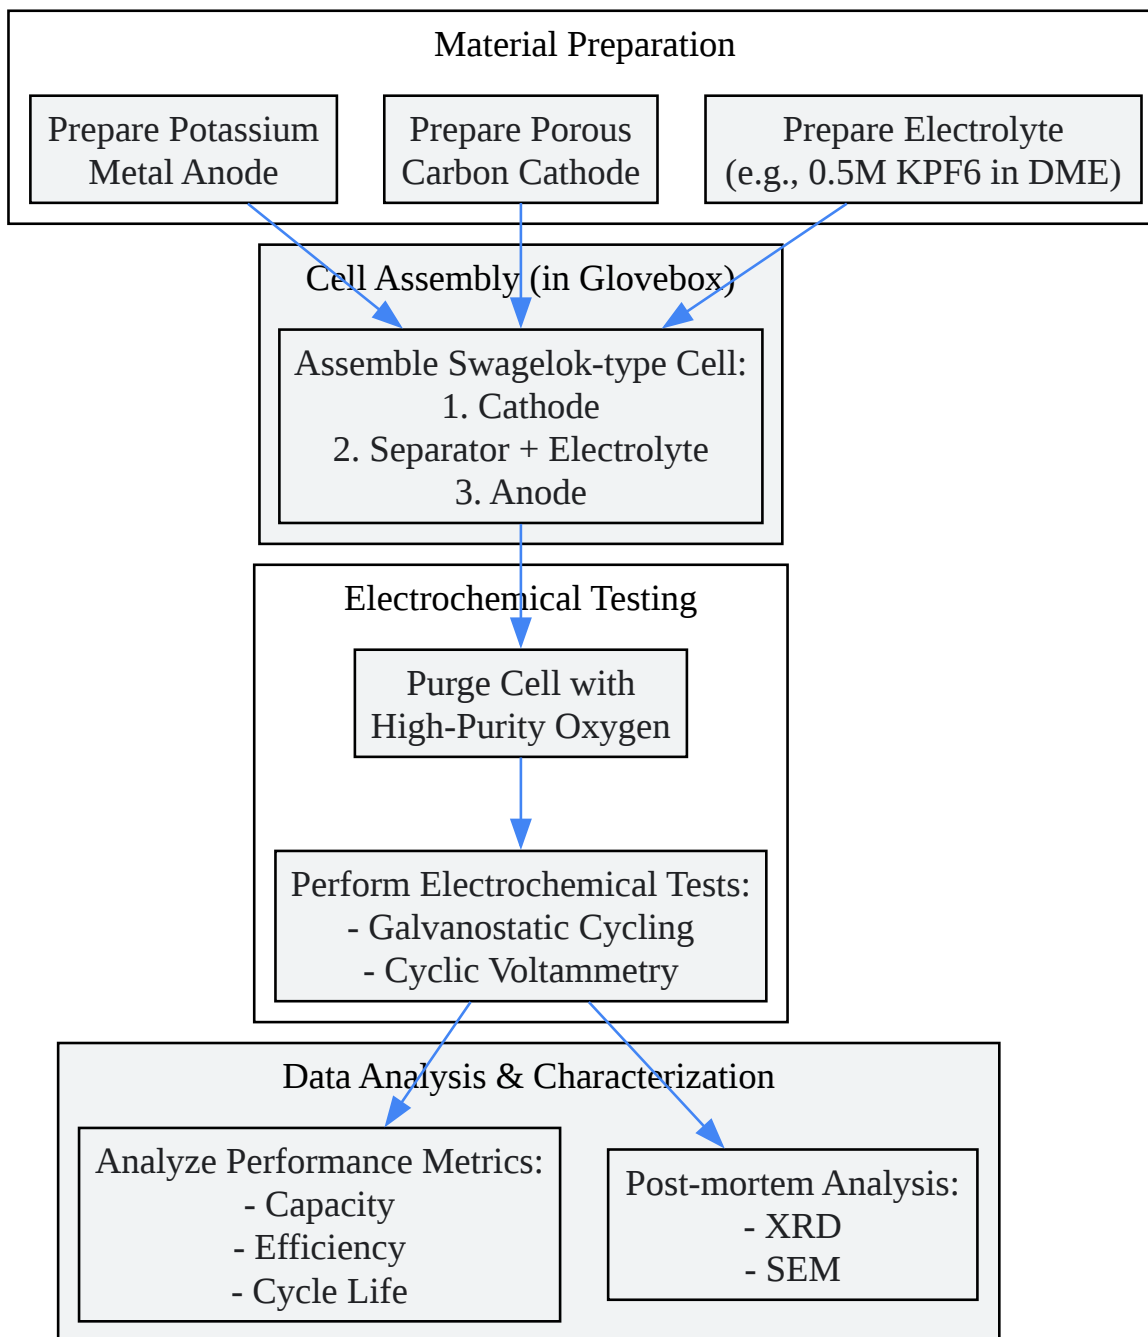 Material Preparation
Prepare Potassium
Metal Anode
Prepare Porous
Carbon Cathode
Prepare Electrolyte
(e.g., 0.5M KPF6 in DME)
Cell Assembly (in Glovebox)
Assemble Swagelok-type Cell:
1. Cathode
2. Separator + Electrolyte
3. Anode
Electrochemical Testing
Purge Cell with
High-Purity Oxygen
Perform Electrochemical Tests:
- Galvanostatic Cycling
- Cyclic Voltammetry
Data Analysis & Characterization
Analyze Performance Metrics:
- Capacity
- Efficiency
- Cycle Life
Post-mortem Analysis:
- XRD
- SEM